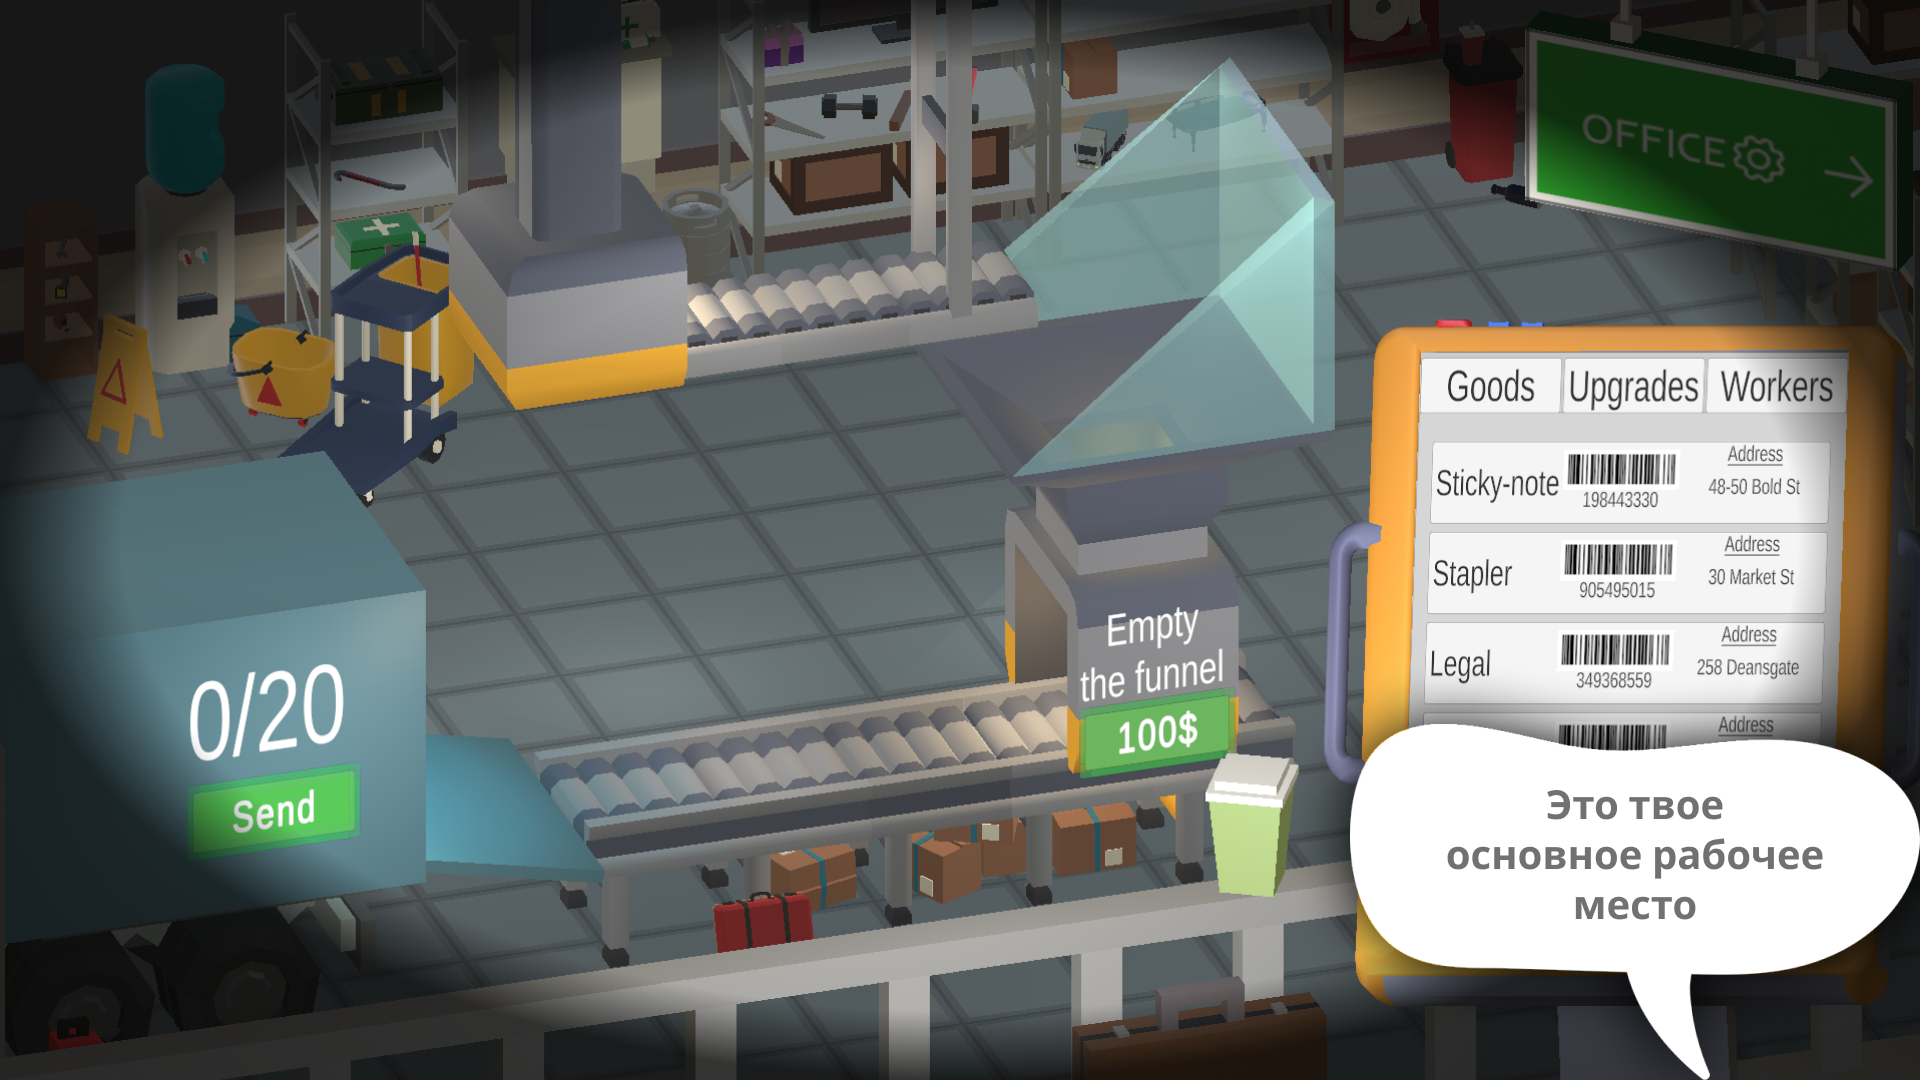 OFFICE
Goods Upgrades Workers
Sticky-note 198443330 Address 48-50 Bold St
Stapler 905495015 Address 30 Market St
Legal 349368559 Address 258 Deansgate
Address
Empty
the funnel
100$
0/20
Send
Это твое
основное рабочее
место